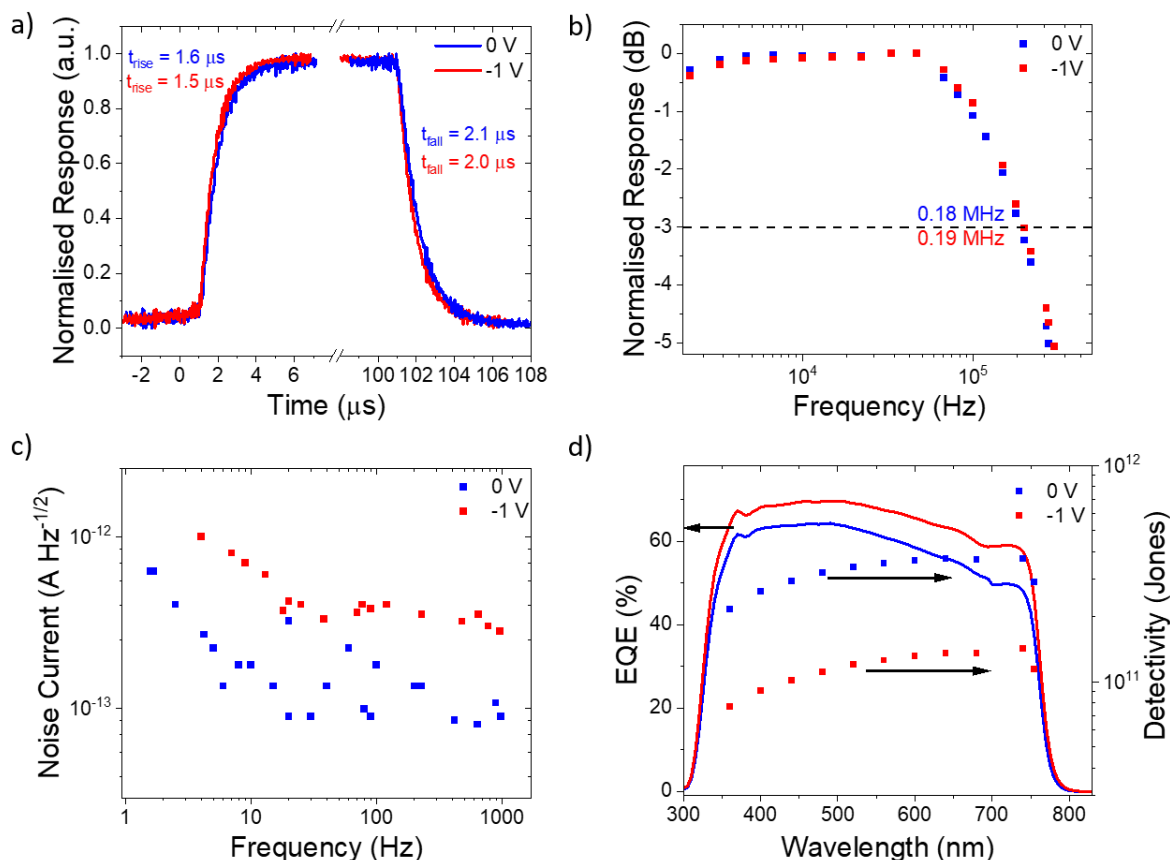 a)
Normalised Response (a.u.)
1.0
0.8
0.6
0.4
0.2
0.0
t_rise = 1.6 μs
t_rise = 1.5 μs
0 V
-1 V
t_fall = 2.1 μs
t_fall = 2.0 μs
-2 0 2 4 6 100 102 104 106 108
Time (μs)
b)
Normalised Response (dB)
0
-1
-2
-3
-4
-5
0 V
-1V
0.18 MHz
0.19 MHz
10^4 10^5
Frequency (Hz)
c)
Noise Current (A Hz^-1/2)
10^-12
10^-13
0 V
-1 V
1 10 100 1000
Frequency (Hz)
d)
EQE (%)
60
40
20
0
0 V
-1 V
10^12
10^11
Detectivity (Jones)
300 400 500 600 700 800
Wavelength (nm)